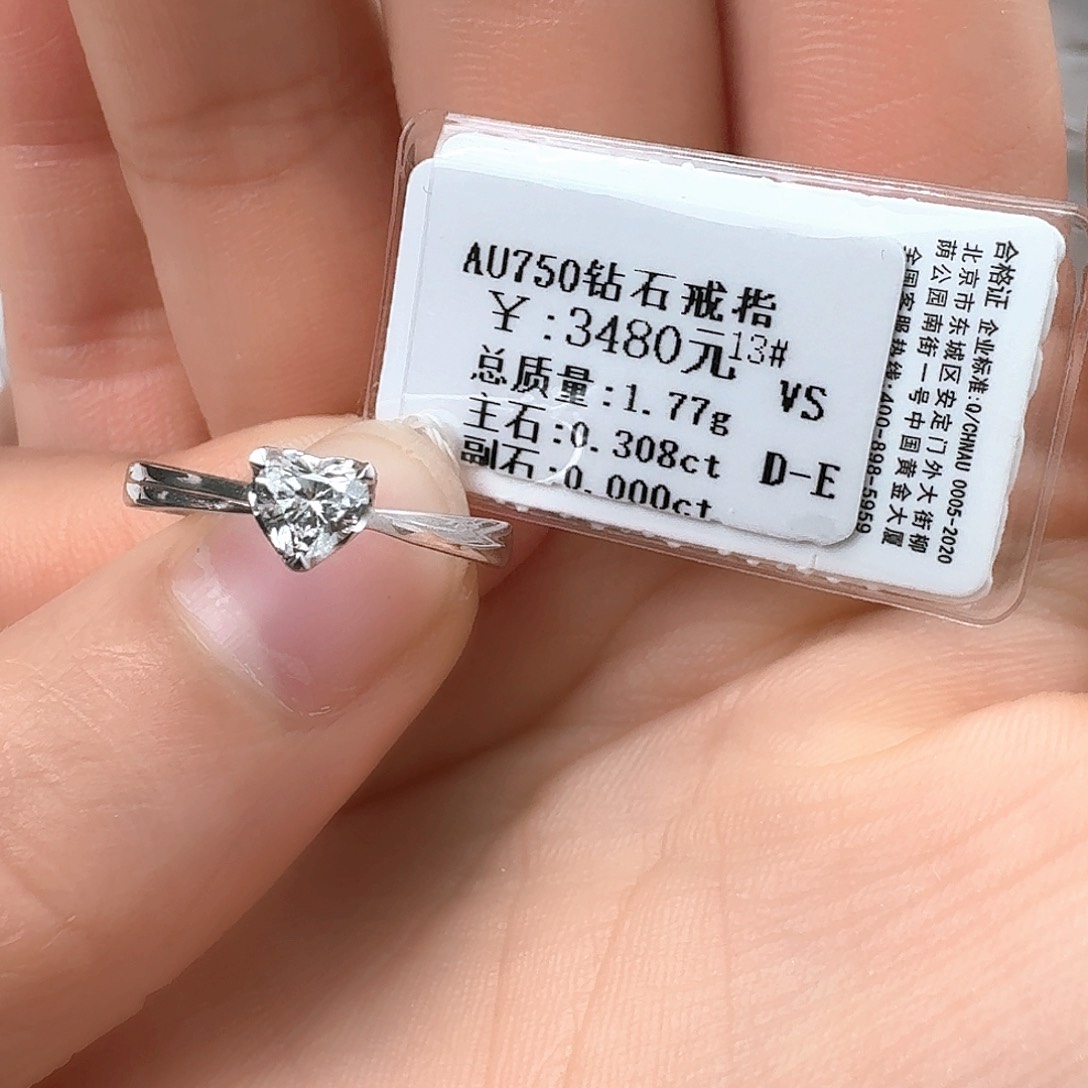 AU750钻石戒指
¥:3480元13#
总质量:1.77g VS
主石:0.308ct D-E
副石:0.000ct
合格证 企业标准:Q/CHNAU 0005-2020
北京市东城区安定门外大街柳
荫公园南街一号中国黄金大厦
全国客服热线:400-898-5959